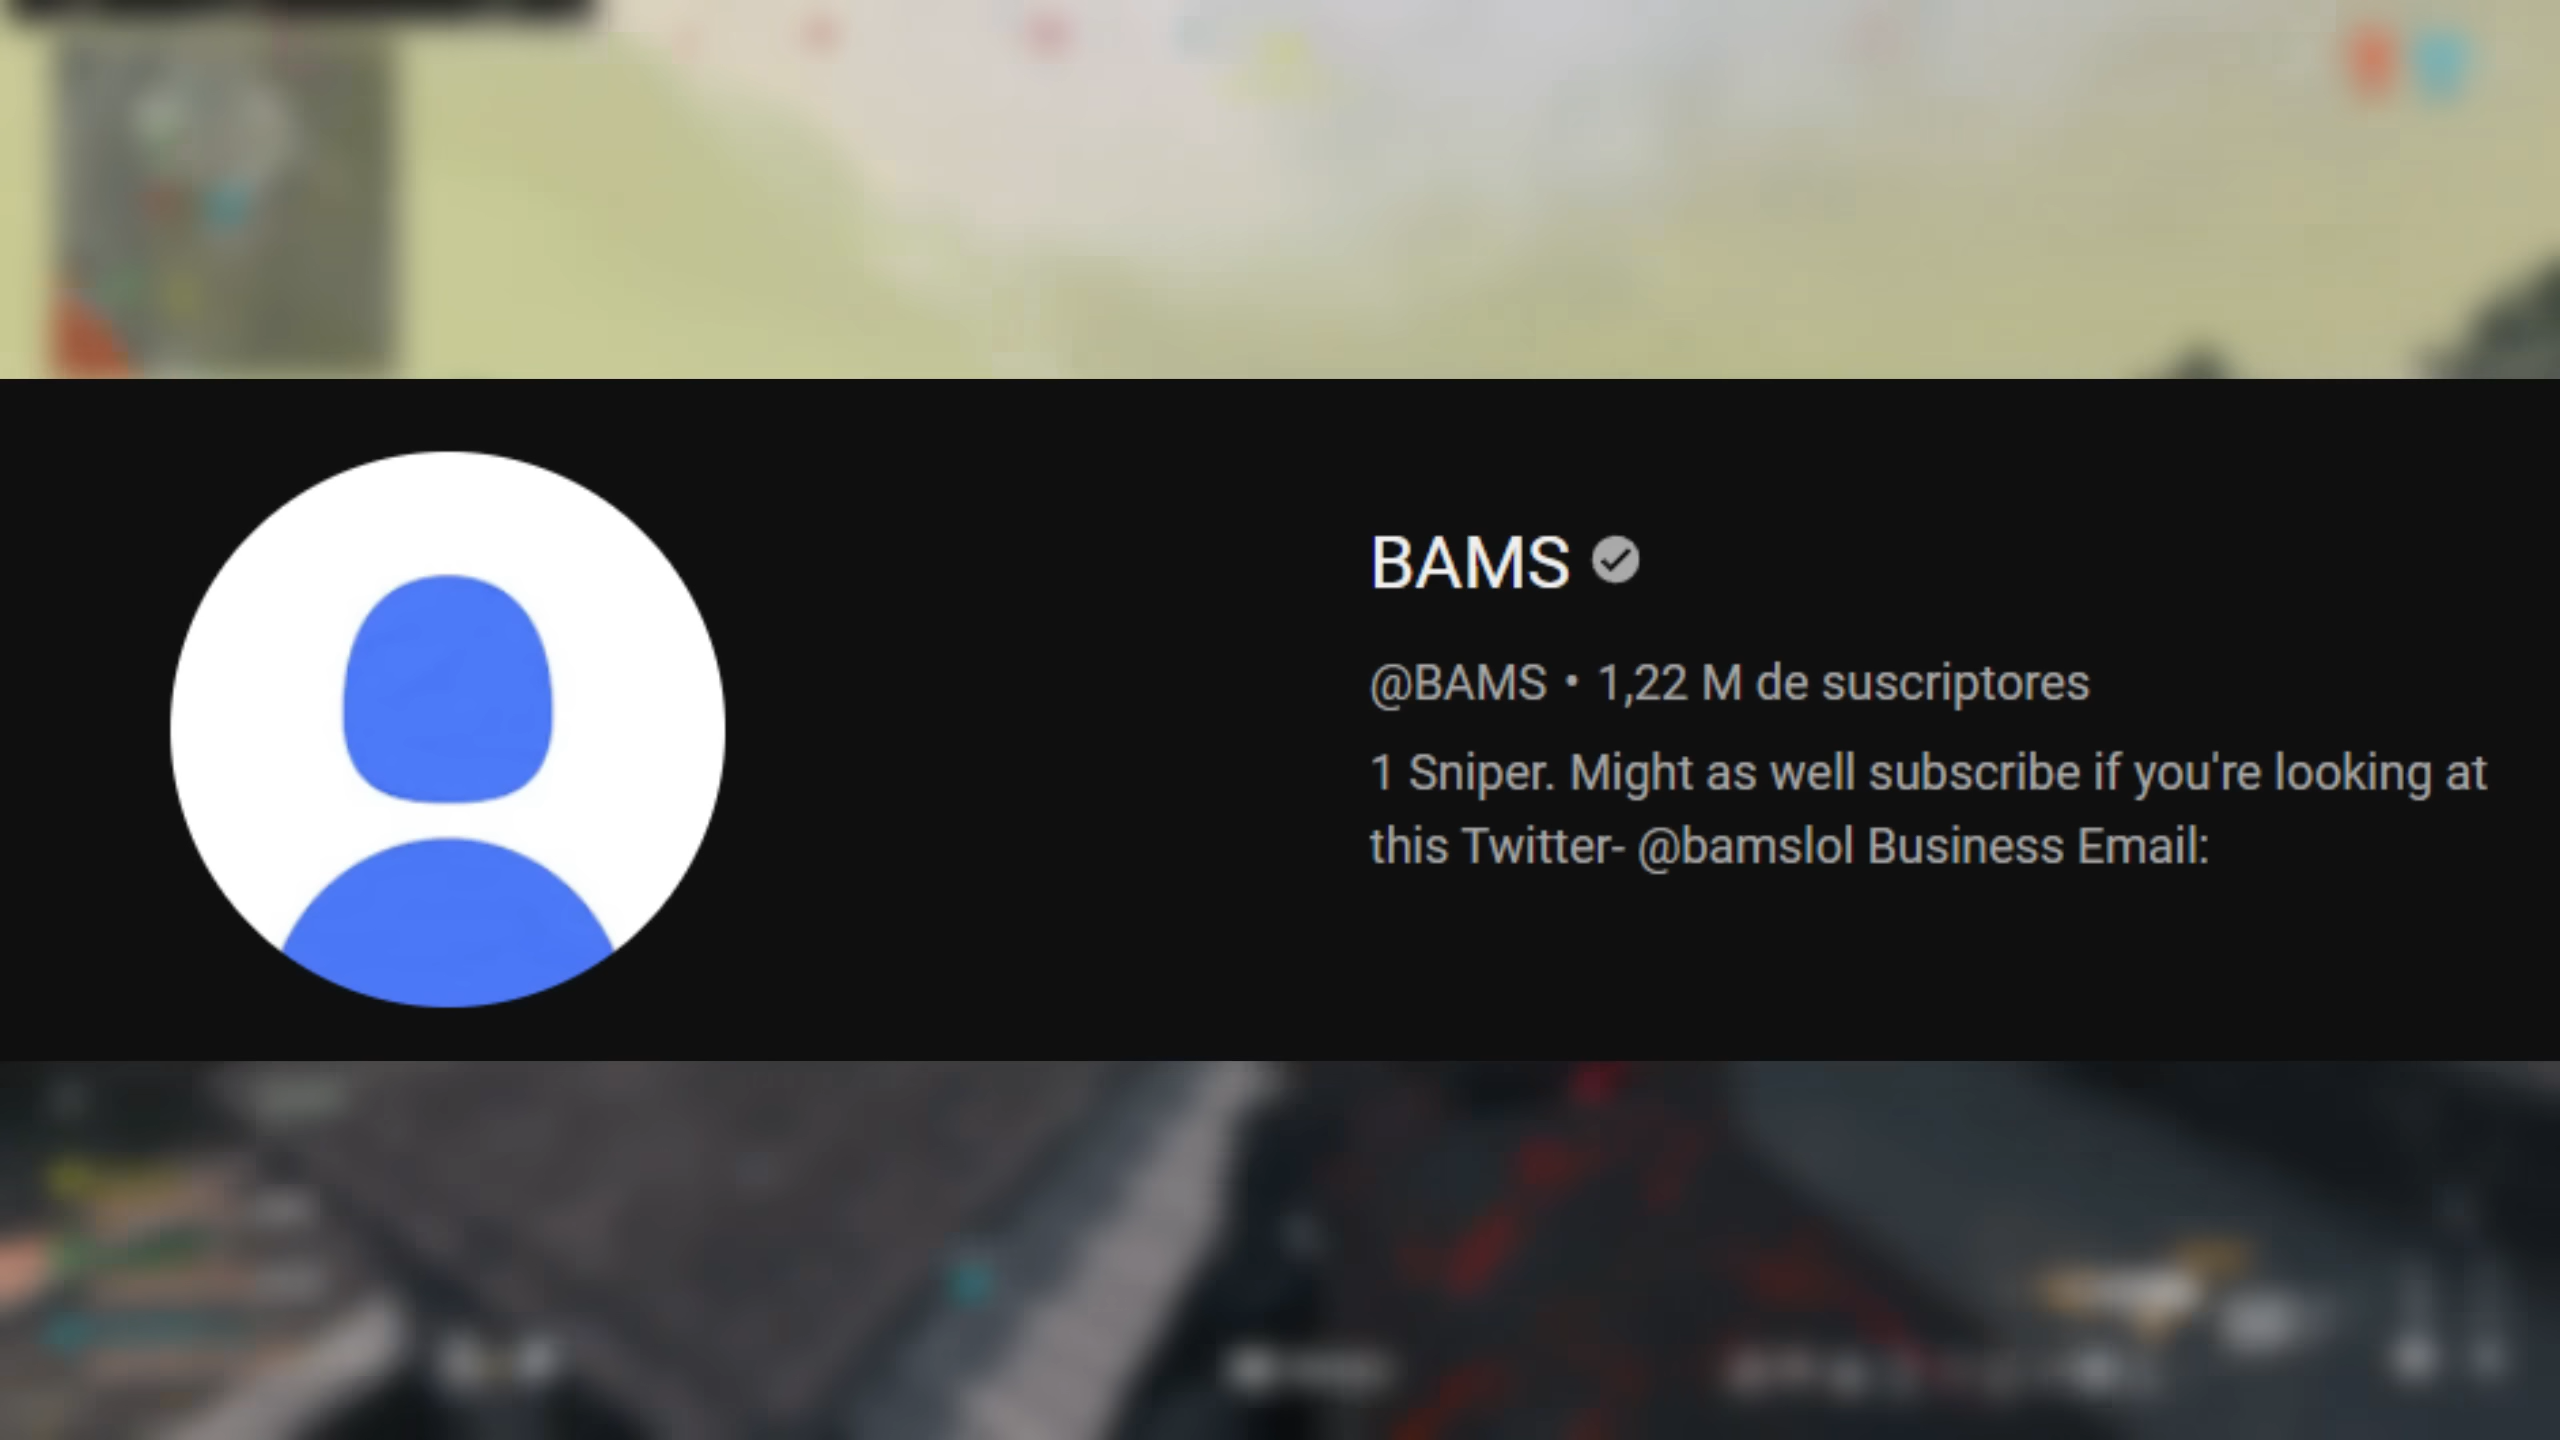 BAMS
@BAMS • 1,22 M de suscriptores
1 Sniper. Might as well subscribe if you're looking at
this Twitter- @bamslol Business Email: